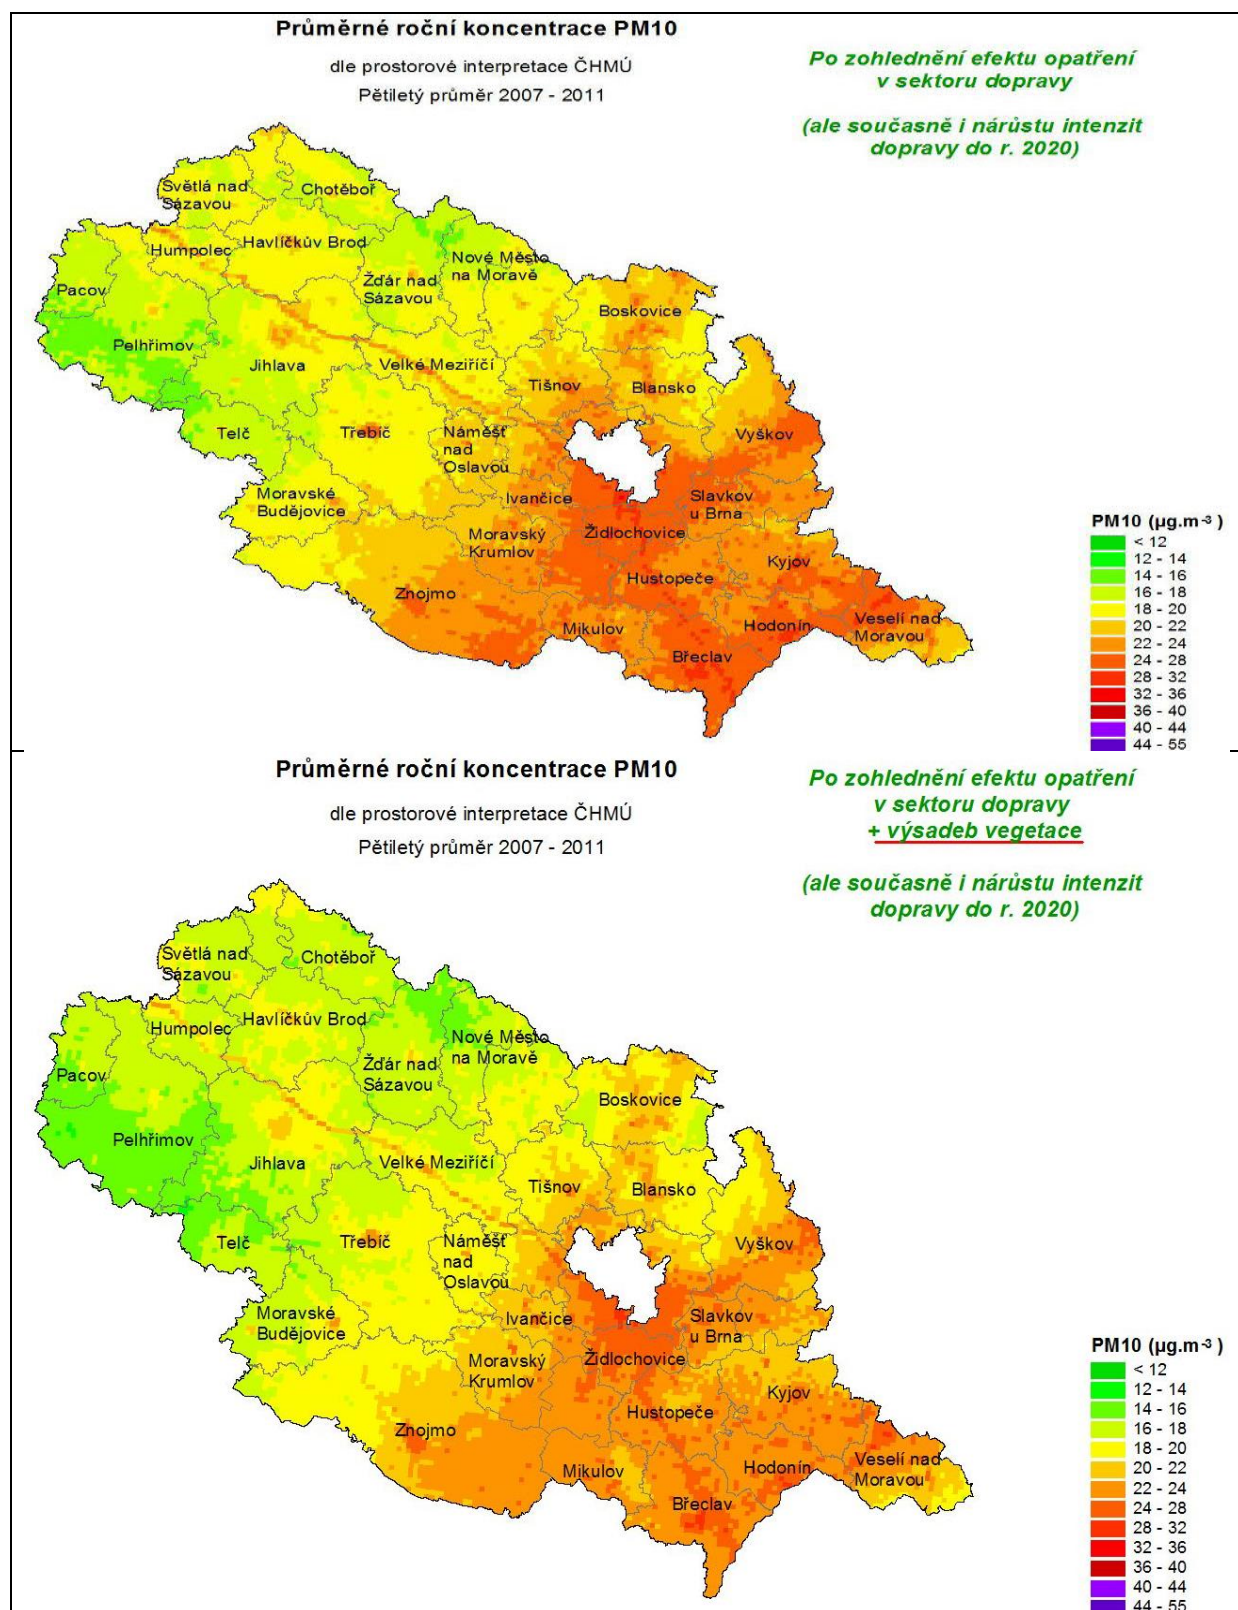 Průměrné roční koncentrace PM10
dle prostorové interpretace ČHMÚ
Pětiletý průměr 2007 - 2011
Po zohlednění efektu opatření
v sektoru dopravy
(ale současně i nárůstu intenzit
dopravy do r. 2020)
Světlá nad
Sázavou
Chotěboř
Humpolec
Havlíčkův Brod
Pacov
Žďár nad
Sázavou
Nové Město
na Moravě
Boskovice
Pelhřimov
Jihlava
Velké Meziříčí
Tišnov
Blansko
Telč
Třebíč
Náměšť
nad
Oslavou
Vyškov
Moravské
Budějovice
Ivančice
Slavkov
u Brna
Moravský
Krumlov
Židlochovice
Kyjov
Znojmo
Hustopeče
Mikulov
Hodonín
Veselí nad
Moravou
Břeclav
PM10 (µg.m-3 )
< 12
12 - 14
14 - 16
16 - 18
18 - 20
20 - 22
22 - 24
24 - 28
28 - 32
32 - 36
36 - 40
40 - 44
44 - 55
Průměrné roční koncentrace PM10
dle prostorové interpretace ČHMÚ
Pětiletý průměr 2007 - 2011
Po zohlednění efektu opatření
v sektoru dopravy
+ výsadeb vegetace
(ale současně i nárůstu intenzit
dopravy do r. 2020)
Světlá nad
Sázavou
Chotěboř
Humpolec
Havlíčkův Brod
Pacov
Žďár nad
Sázavou
Nové Město
na Moravě
Boskovice
Pelhřimov
Jihlava
Velké Meziříčí
Tišnov
Blansko
Telč
Třebíč
Náměšť
nad
Oslavou
Vyškov
Moravské
Budějovice
Ivančice
Slavkov
u Brna
Moravský
Krumlov
Židlochovice
Kyjov
Znojmo
Hustopeče
Mikulov
Hodonín
Veselí nad
Moravou
Břeclav
PM10 (µg.m-3 )
< 12
12 - 14
14 - 16
16 - 18
18 - 20
20 - 22
22 - 24
24 - 28
28 - 32
32 - 36
36 - 40
40 - 44
44 - 55